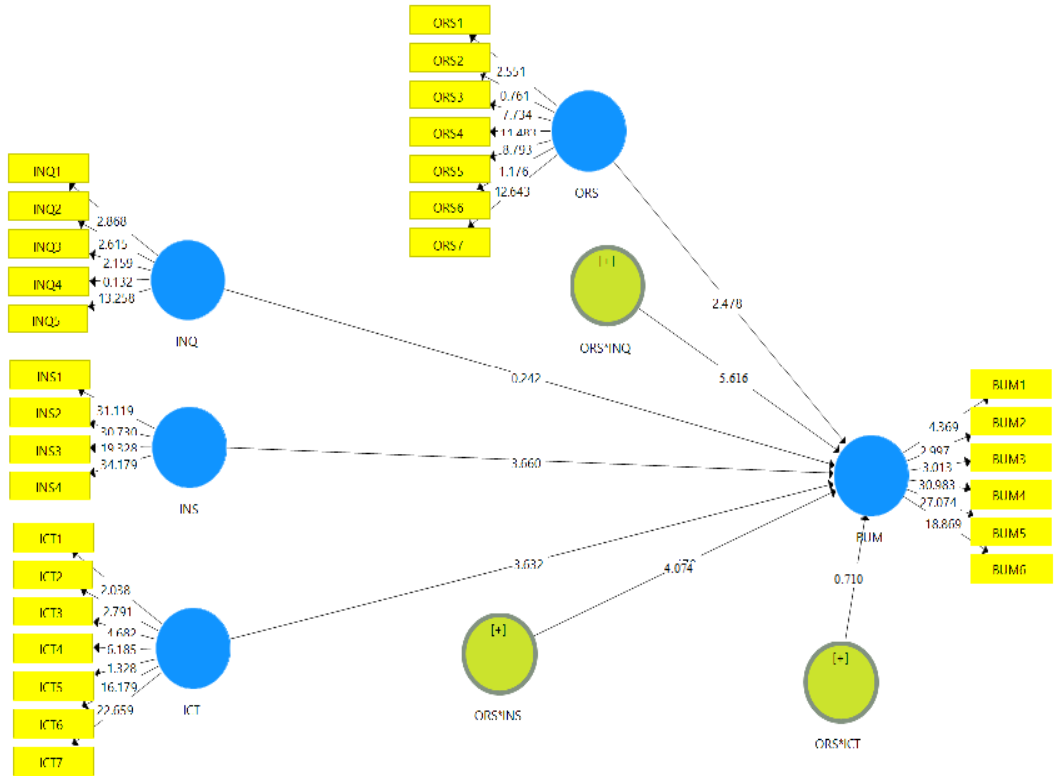 ORS1
ORS2
ORS3
ORS4
ORS5
ORS6
ORS7
2.551
0.761
7.734
11.483
8.793
1.176
12.643
ORS
INQ1
INQ2
INQ3
INQ4
INQ5
2.868
2.615
2.159
0.132
13.258
INQ
[+]
ORS*INQ
2.478
5.616
0.242
INS1
INS2
INS3
INS4
31.119
30.730
19.328
34.179
INS
3.660
BUM1
BUM2
BUM3
BUM4
BUM5
BUM6
4.369
2.997
3.013
30.983
27.074
18.869
BUM
ICT1
ICT2
ICT3
ICT4
ICT5
ICT6
ICT7
2.038
2.791
4.682
6.185
1.328
16.179
22.659
ICT
3.632
4.074
0.710
[+]
ORS*INS
[+]
ORS*ICT